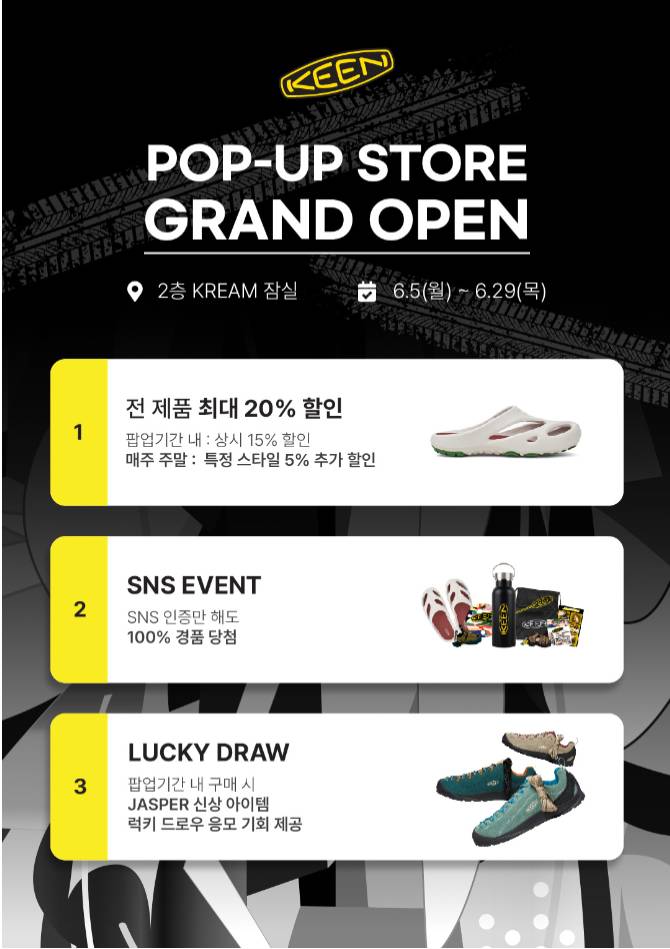 KEEN
POP-UP STORE
GRAND OPEN
2층 KREAM 잠실
6.5(월) ~ 6.29(목)
1
전 제품 최대 20% 할인
팝업기간 내 : 상시 15% 할인
매주 주말 : 특정 스타일 5% 추가 할인
2
SNS EVENT
SNS 인증만 해도
100% 경품 당첨
KEEN
3
LUCKY DRAW
팝업기간 내 구매 시
JASPER 신상 아이템
럭키 드로우 응모 기회 제공